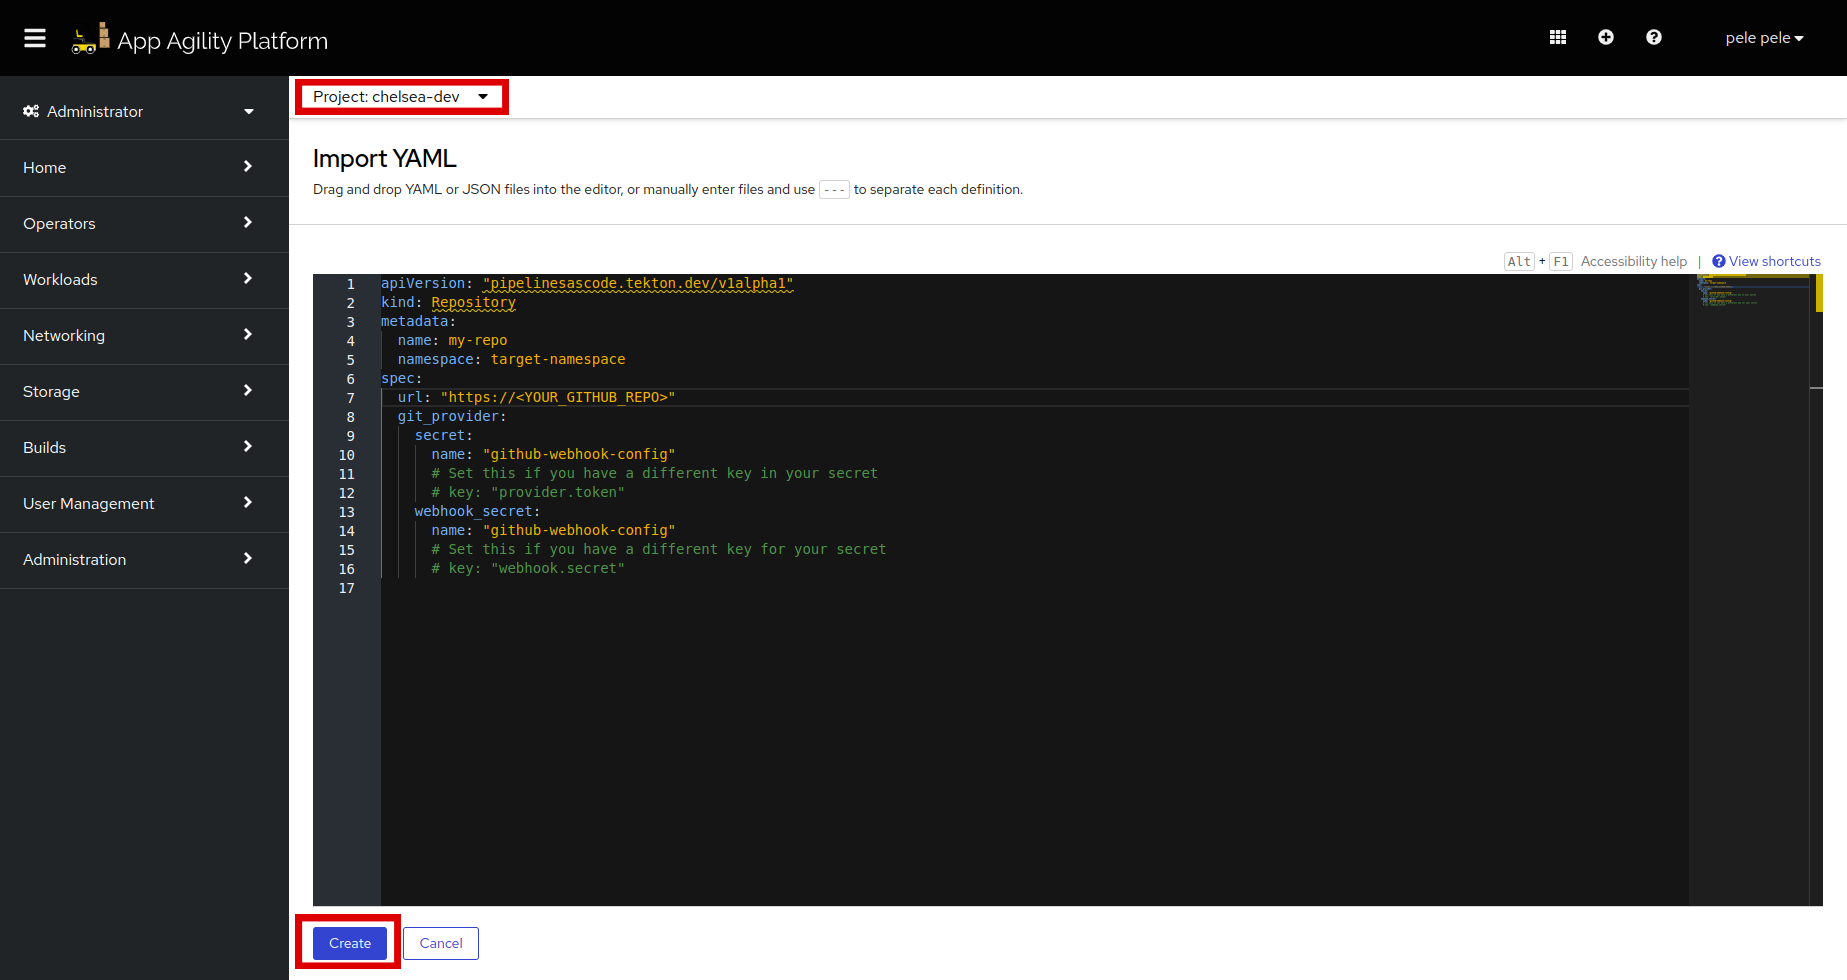 App Agility Platform
pele pele
Administrator
Home
Operators
Workloads
Networking
Storage
Builds
User Management
Administration
Project: chelsea-dev
Import YAML
Drag and drop YAML or JSON files into the editor, or manually enter files and use --- to separate each definition.
Alt + F1 Accessibility help | View shortcuts
1 apiVersion: "pipelinesascode.tekton.dev/v1alpha1"
2 kind: Repository
3 metadata:
4   name: my-repo
5   namespace: target-namespace
6 spec:
7   url: "https://<YOUR_GITHUB_REPO>"
8   git_provider:
9     secret:
10       name: "github-webhook-config"
11       # Set this if you have a different key in your secret
12       # key: "provider.token"
13     webhook_secret:
14       name: "github-webhook-config"
15       # Set this if you have a different key for your secret
16       # key: "webhook.secret"
17
Create
Cancel